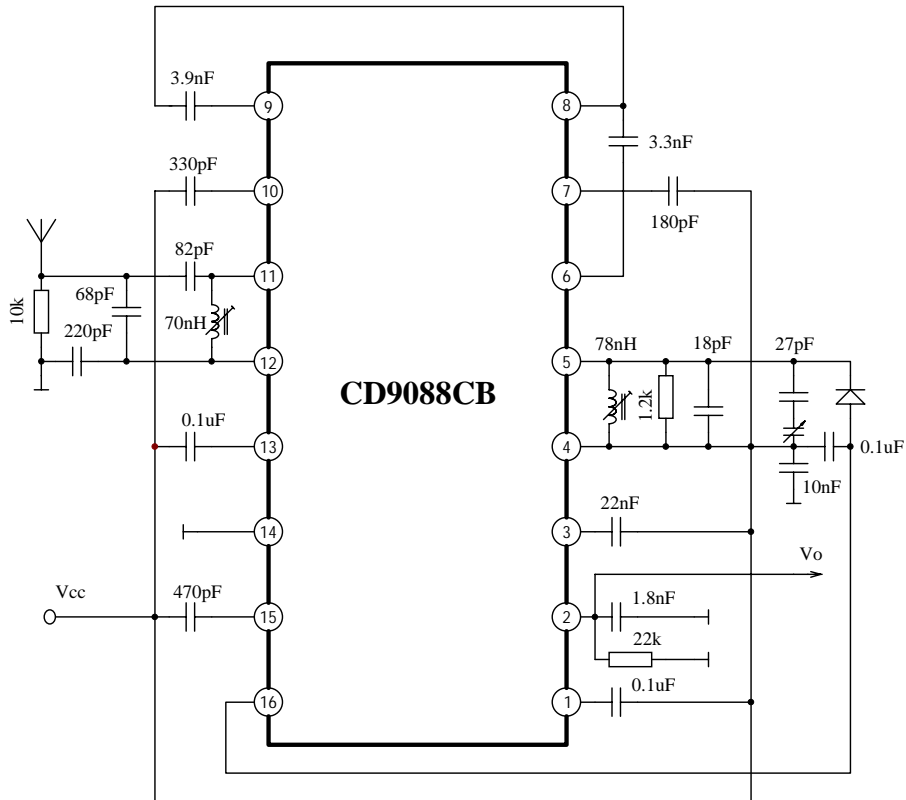 3.9nF
9
8
3.3nF
330pF
10
7
180pF
82pF
11
6
10k
68pF
70nH
220pF
12
5
78nH
18pF
27pF
1.2k
CD9088CB
0.1uF
13
4
0.1uF
10nF
14
3
22nF
Vo
Vcc
470pF
15
2
1.8nF
22k
16
1
0.1uF